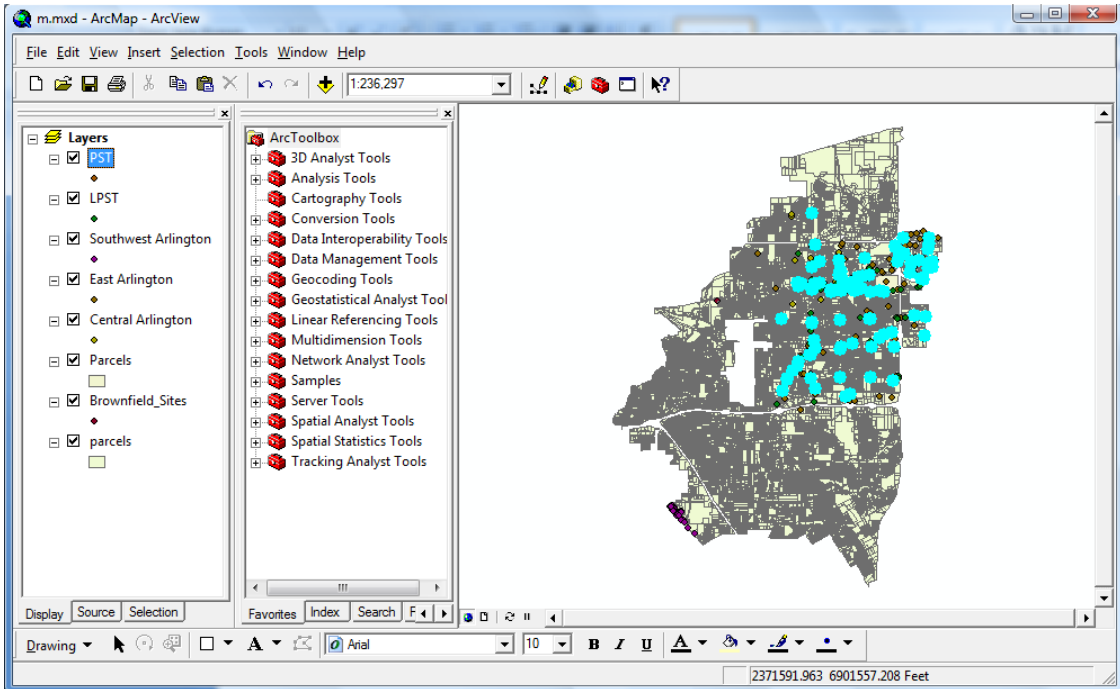 m.mxd - ArcMap - ArcView
File Edit View Insert Selection Tools Window Help
1:236,297
Layers
PST
LPST
Southwest Arlington
East Arlington
Central Arlington
Parcels
Brownfield_Sites
parcels
Display Source Selection
ArcToolbox
3D Analyst Tools
Analysis Tools
Cartography Tools
Conversion Tools
Data Interoperability Tools
Data Management Tools
Geocoding Tools
Geostatistical Analyst Tool
Linear Referencing Tools
Multidimension Tools
Network Analyst Tools
Samples
Server Tools
Spatial Analyst Tools
Spatial Statistics Tools
Tracking Analyst Tools
Favorites Index Search F
Drawing A Arial 10 B I U A
2371591.963 6901557.208 Feet